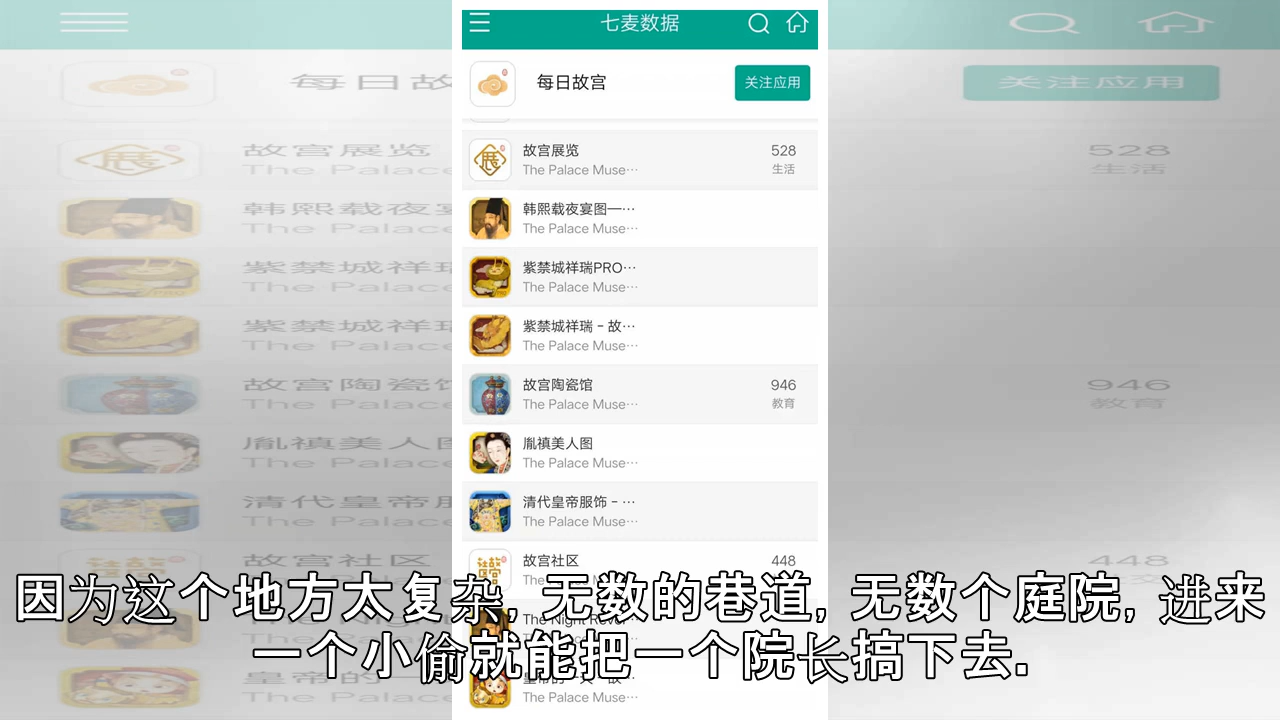 七麦数据
每日故宫
关注应用
故宫展览
528
The Palace Muse···
生活
韩熙载夜宴图—···
The Palace Muse···
紫禁城祥瑞PRO···
The Palace Muse···
紫禁城祥瑞 - 故···
The Palace Muse···
故宫陶瓷馆
946
The Palace Muse···
教育
胤禛美人图
The Palace Muse···
清代皇帝服饰 - ···
The Palace Muse···
故宫社区
448
因为这个地方太复杂, 无数的巷道, 无数个庭院, 进来
The Night Revel···
一个小偷就能把一个院长搞下去.
The Palace Muse···